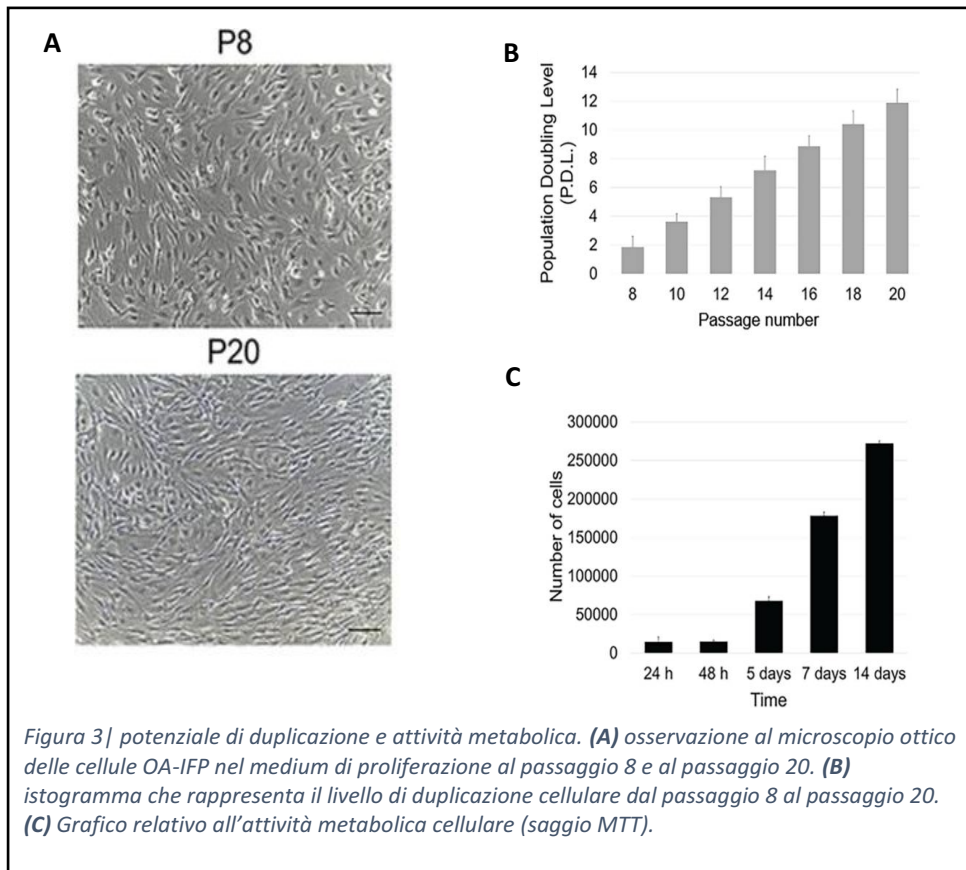 A
P8
P20
B
Population Doubling Level
(P.D.L.)
14
12
10
8
6
4
2
0
8 10 12 14 16 18 20
Passage number
C
Number of cells
300000
250000
200000
150000
100000
50000
0
24 h 48 h 5 days 7 days 14 days
Time
Figura 3| potenziale di duplicazione e attività metabolica. (A) osservazione al microscopio ottico
delle cellule OA-IFP nel medium di proliferazione al passaggio 8 e al passaggio 20. (B)
istogramma che rappresenta il livello di duplicazione cellulare dal passaggio 8 al passaggio 20.
(C) Grafico relativo all'attività metabolica cellulare (saggio MTT).